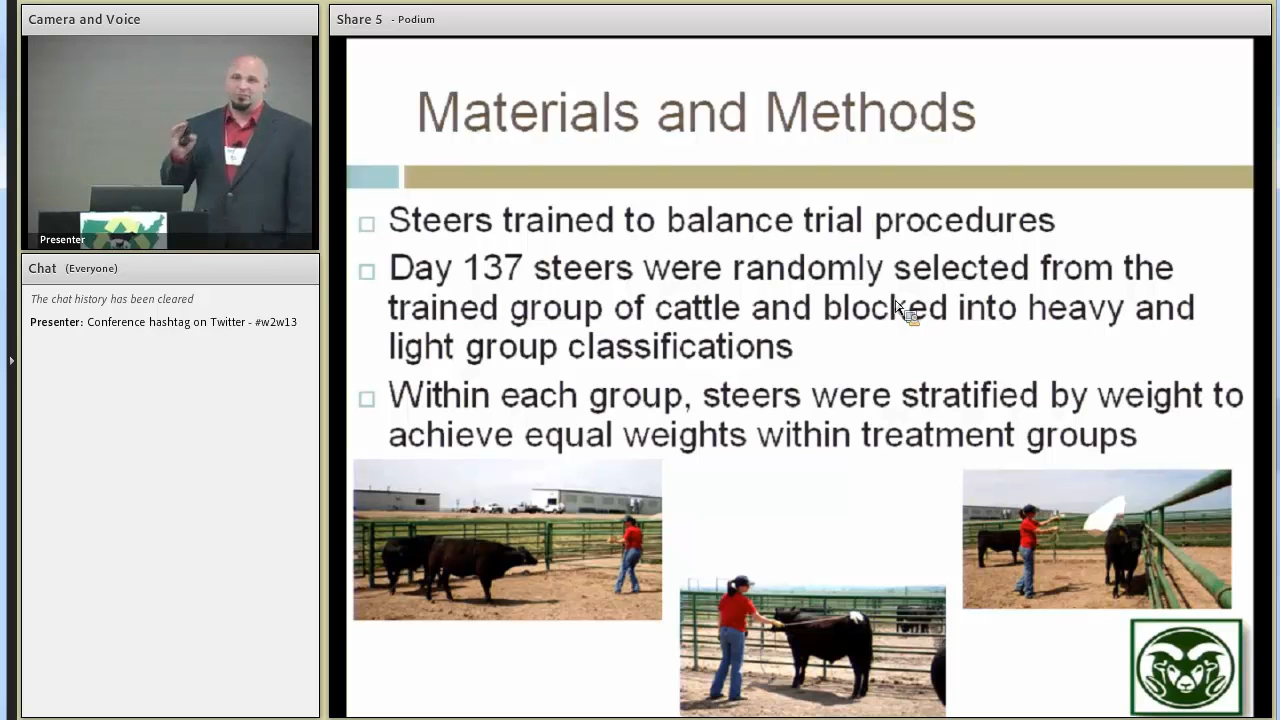 Camera and Voice
Share 5 - Podium
Presenter
Chat (Everyone)
The chat history has been cleared
Presenter: Conference hashtag on Twitter - #w2w13
Materials and Methods
Steers trained to balance trial procedures
Day 137 steers were randomly selected from the
trained group of cattle and blocked into heavy and
light group classifications
Within each group, steers were stratified by weight to
achieve equal weights within treatment groups